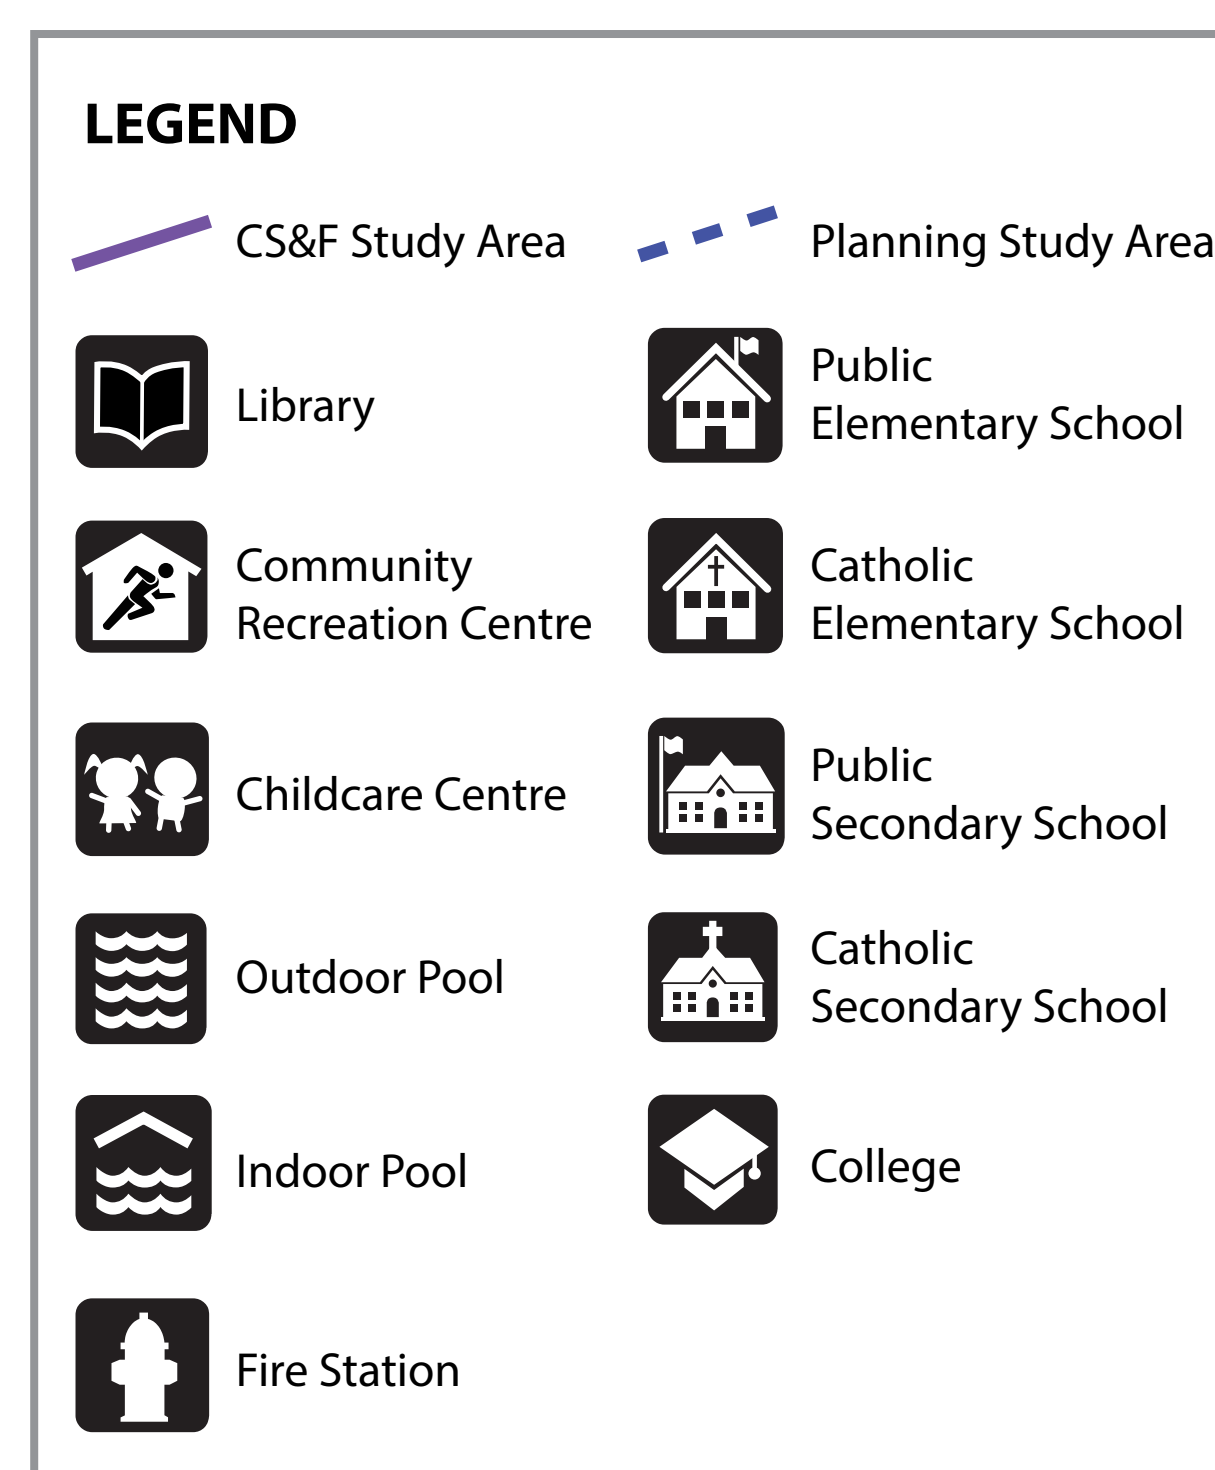 LEGEND
CS&F Study Area
Planning Study Area
Library
Public
Elementary School
Community
Recreation Centre
Catholic
Elementary School
Childcare Centre
Public
Secondary School
Outdoor Pool
Catholic
Secondary School
Indoor Pool
College
Fire Station